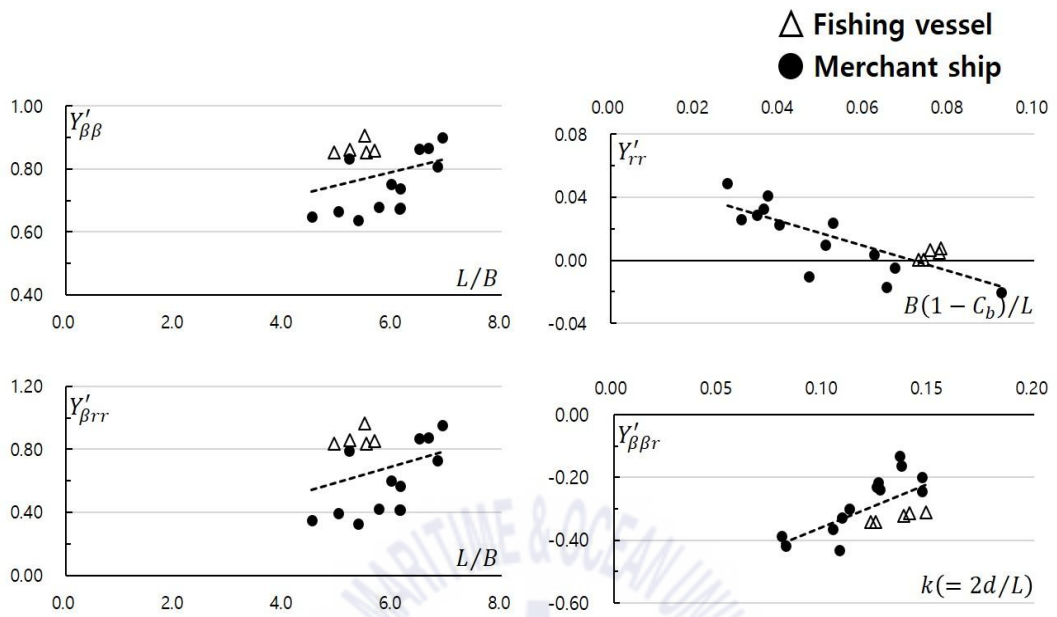 △ Fishing vessel
● Merchant ship
1.00
0.80
0.60
0.40
Y′ββ
L/B
0.0 2.0 4.0 6.0 8.0
0.00 0.02 0.04 0.06 0.08 0.10
0.08
0.04
0.00
-0.04
Y′rr
B(1 − Cb)/L
1.20
0.80
0.40
0.00
Y′βrr
L/B
0.0 2.0 4.0 6.0 8.0
0.00 0.05 0.10 0.15 0.20
0.00
-0.20
-0.40
-0.60
Y′ββr
k(= 2d/L)
MARITIME & OCEAN UNIV